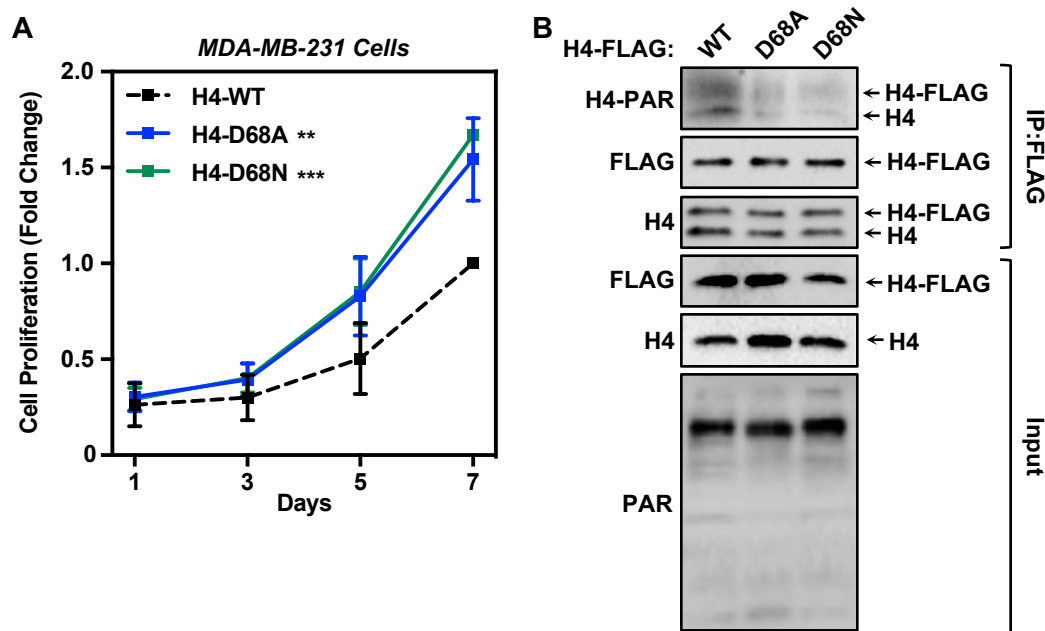 A
MDA-MB-231 Cells
Cell Proliferation (Fold Change)
2.0
1.5
1.0
0.5
0
H4-WT
H4-D68A **
H4-D68N ***
1 3 5 7
Days
B
H4-FLAG: WT D68A D68N
H4-PAR ← H4-FLAG
← H4
FLAG ← H4-FLAG
H4 ← H4-FLAG
← H4
IP:FLAG
FLAG ← H4-FLAG
H4 ← H4
PAR
Input